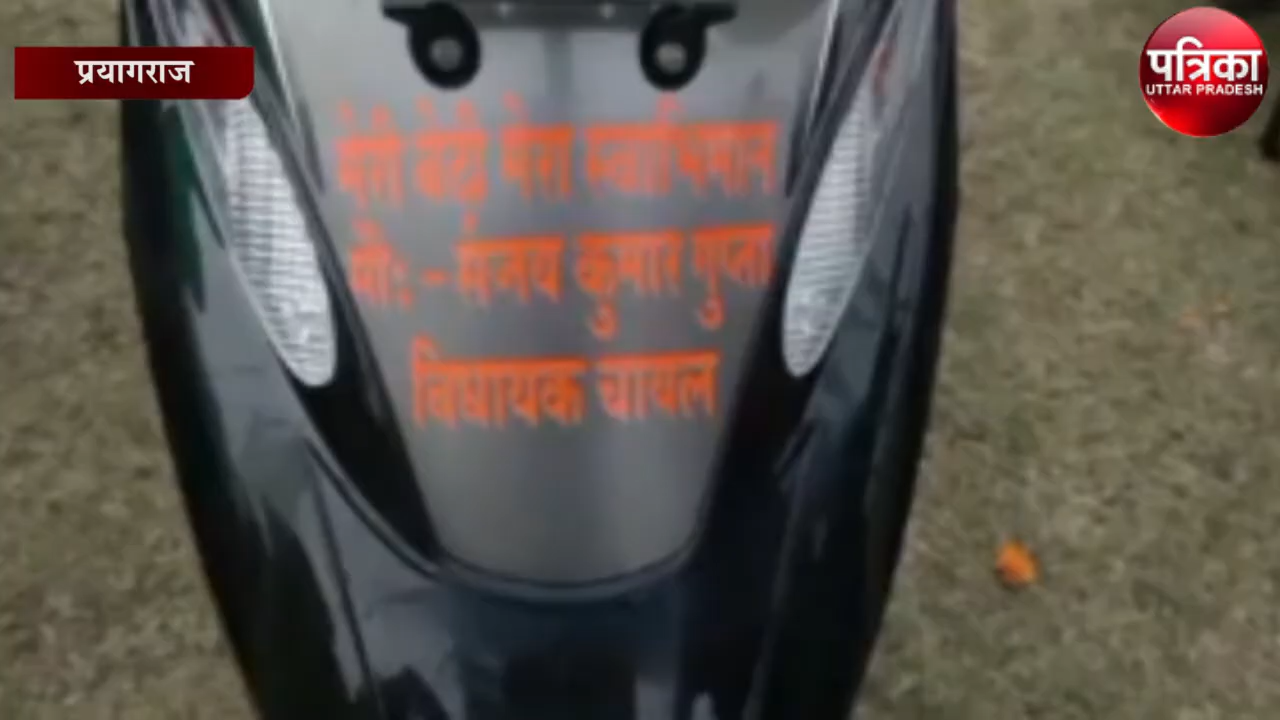 प्रयागराज
पत्रिका
UTTAR PRADESH
मेरी बेटी मेरा स्वाभिमान
सौ:-संजय कुमार गुप्ता
विधायक चायल